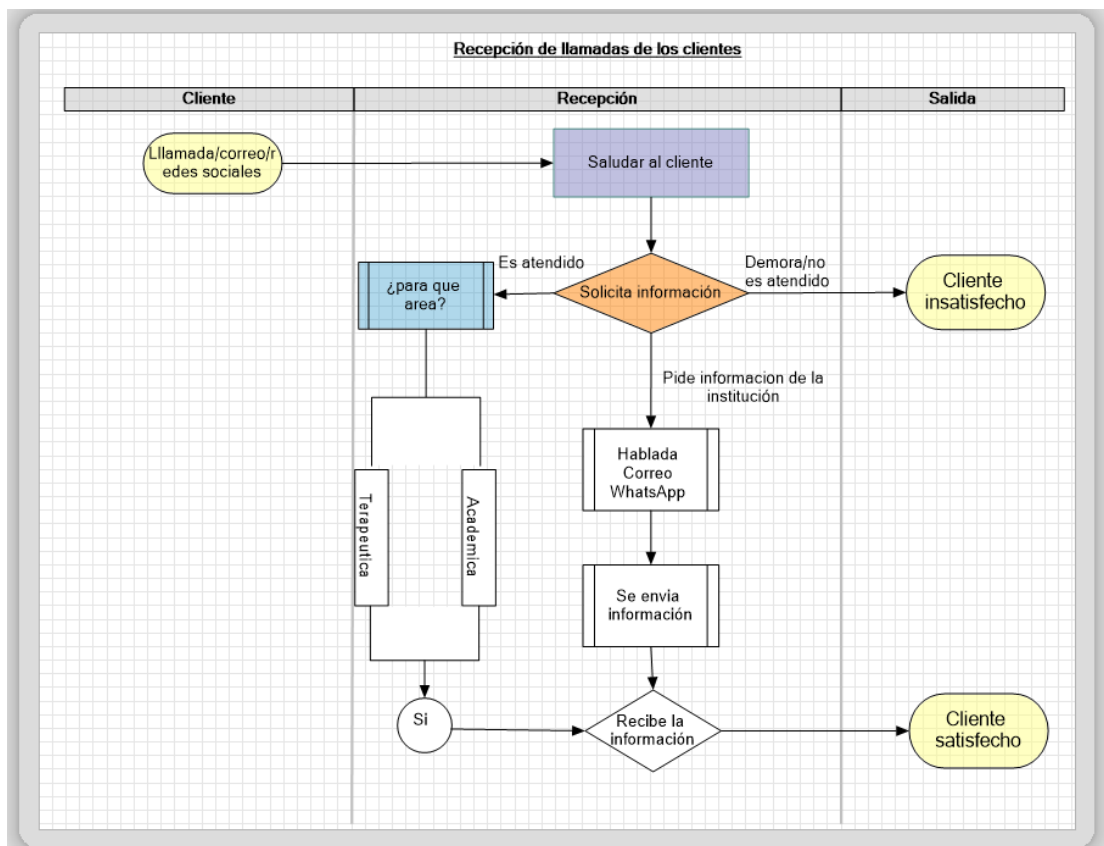 Recepción de llamadas de los clientes
Cliente
Recepción
Salida
Lllamada/correo/r
edes sociales
Saludar al cliente
Es atendido
Demora/no
es atendido
¿para que
area?
Solicita información
Cliente
insatisfecho
Pide informacion de la
institución
Hablada
Correo
WhatsApp
Terapeutica
Academica
Se envia
información
Si
Recibe la
información
Cliente
satisfecho